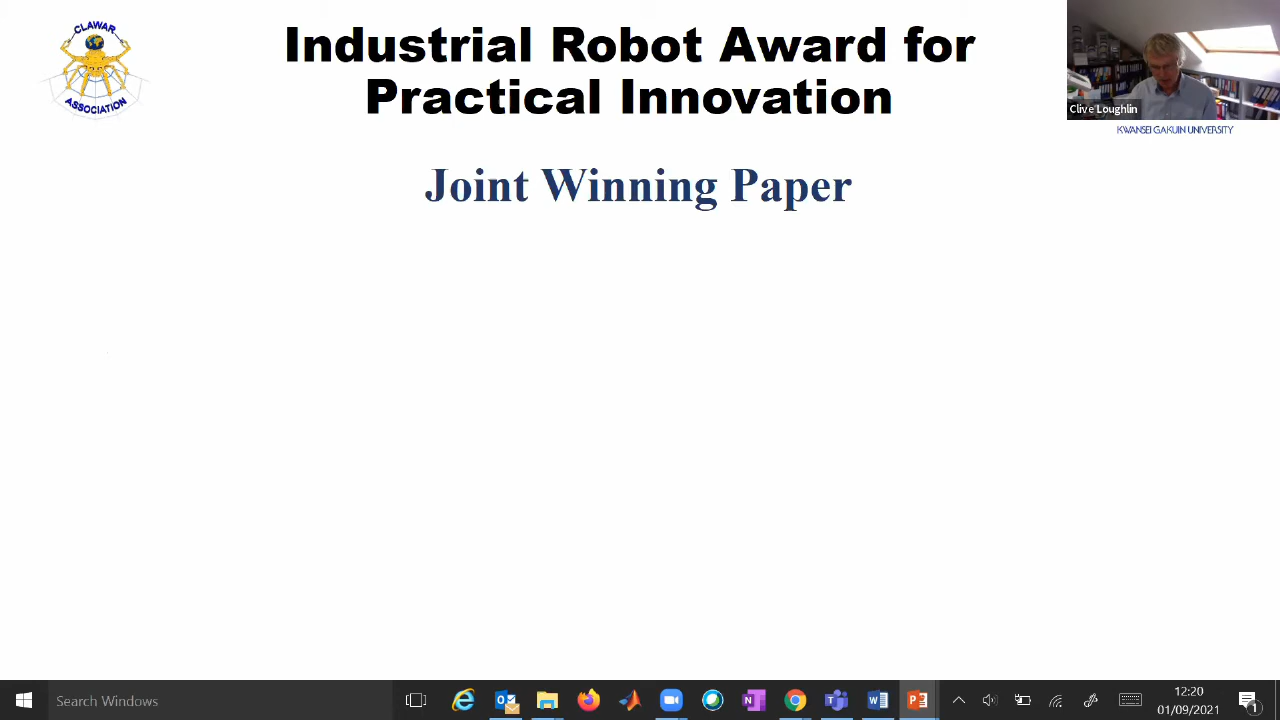 CLAWAR
ASSOCIATION
Industrial Robot Award for
Practical Innovation
Clive Loughlin
KWANSEI GAKUIN UNIVERSITY
Joint Winning Paper
Search Windows
12:20
01/09/2021
1